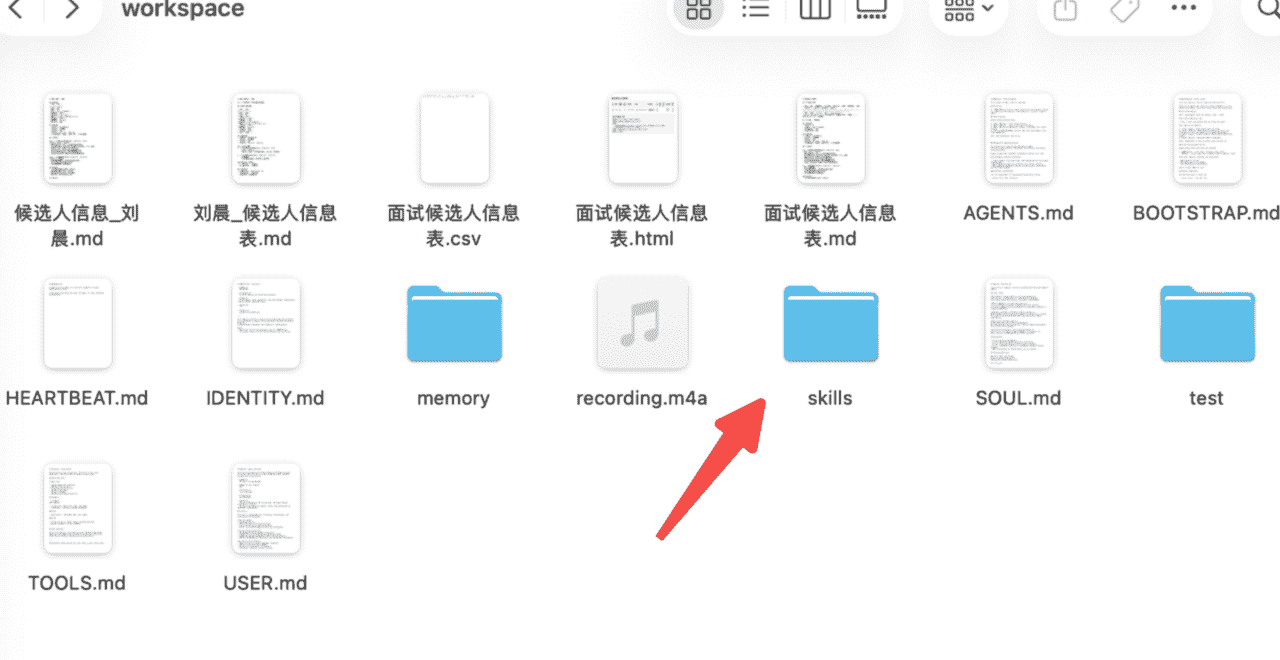 workspace
候选人信息_刘
晨.md
刘晨_候选人信息
表.md
面试候选人信息
表.csv
面试候选人信息
表.html
面试候选人信息
表.md
AGENTS.md
BOOTSTRAP.md
HEARTBEAT.md
IDENTITY.md
memory
recording.m4a
skills
SOUL.md
test
TOOLS.md
USER.md